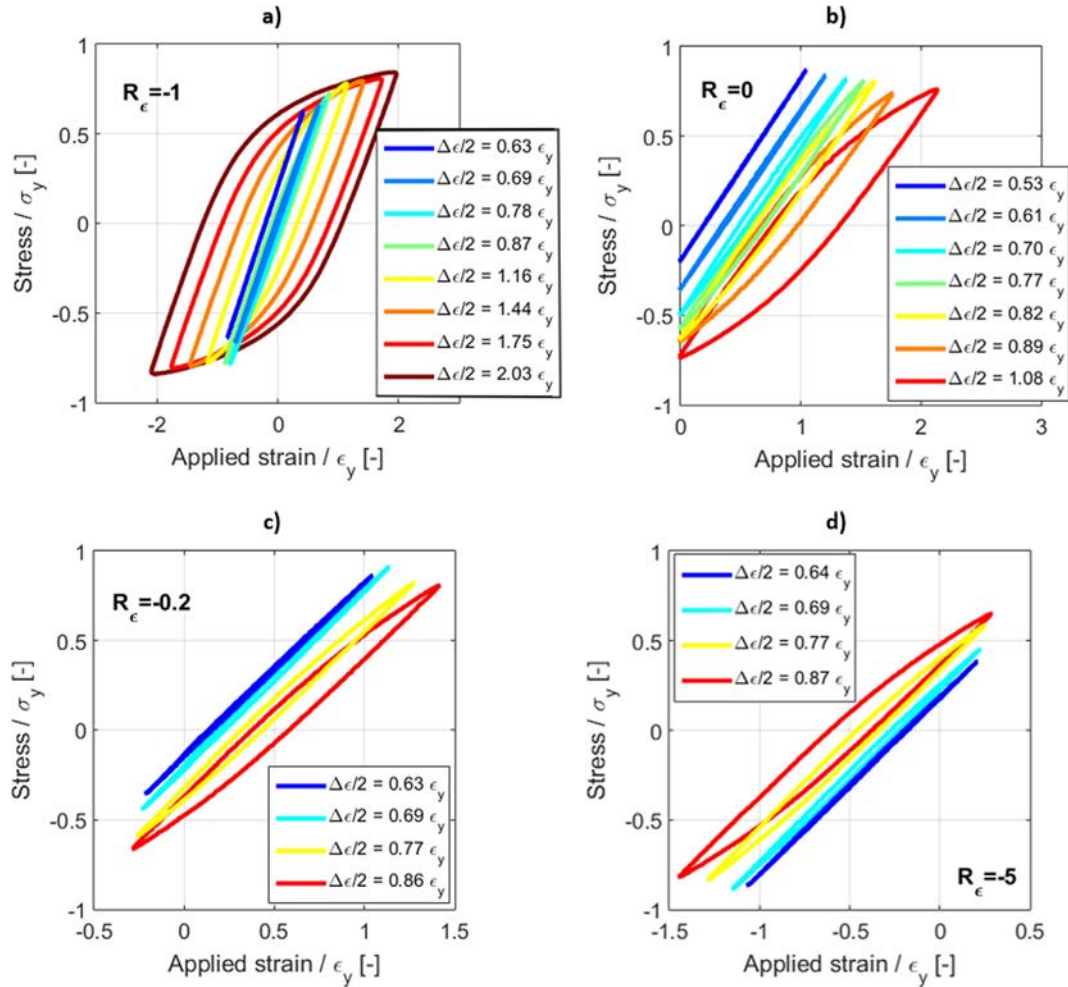 a)
R_ϵ=-1
1
0.5
0
-0.5
-1
-2
0
2
Stress / σ_y [-]
Applied strain / ϵ_y [-]
Δϵ/2 = 0.63 ϵ_y
Δϵ/2 = 0.69 ϵ_y
Δϵ/2 = 0.78 ϵ_y
Δϵ/2 = 0.87 ϵ_y
Δϵ/2 = 1.16 ϵ_y
Δϵ/2 = 1.44 ϵ_y
Δϵ/2 = 1.75 ϵ_y
Δϵ/2 = 2.03 ϵ_y
b)
R_ϵ=0
1
0.5
0
-0.5
-1
0
1
2
3
Stress / σ_y [-]
Applied strain / ϵ_y [-]
Δϵ/2 = 0.53 ϵ_y
Δϵ/2 = 0.61 ϵ_y
Δϵ/2 = 0.70 ϵ_y
Δϵ/2 = 0.77 ϵ_y
Δϵ/2 = 0.82 ϵ_y
Δϵ/2 = 0.89 ϵ_y
Δϵ/2 = 1.08 ϵ_y
c)
R_ϵ=-0.2
1
0.5
0
-0.5
-1
-0.5
0
0.5
1
1.5
Stress / σ_y [-]
Applied strain / ϵ_y [-]
Δϵ/2 = 0.63 ϵ_y
Δϵ/2 = 0.69 ϵ_y
Δϵ/2 = 0.77 ϵ_y
Δϵ/2 = 0.86 ϵ_y
d)
Δϵ/2 = 0.64 ϵ_y
Δϵ/2 = 0.69 ϵ_y
Δϵ/2 = 0.77 ϵ_y
Δϵ/2 = 0.87 ϵ_y
R_ϵ=-5
1
0.5
0
-0.5
-1
-1.5
-1
-0.5
0
0.5
Stress / σ_y [-]
Applied strain / ϵ_y [-]